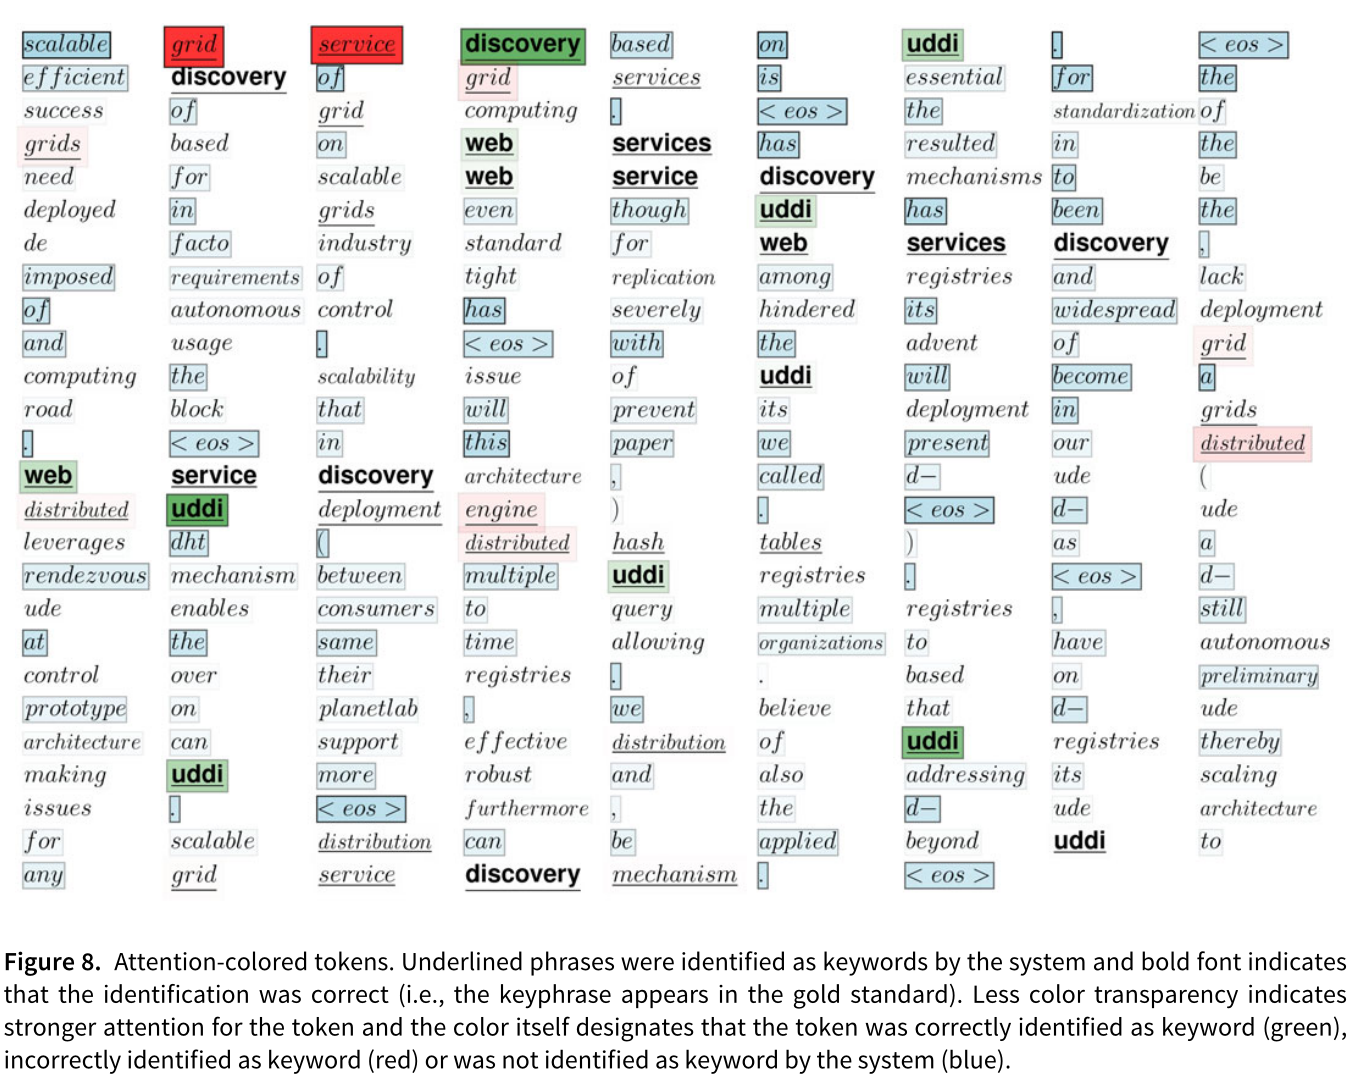 scalable grid service discovery based on uddi . < eos >
efficient discovery of grid services is essential for the
success of grid computing . < eos > the standardization of
grids based on web services has resulted in the
need for scalable web service discovery mechanisms to be
deployed in grids even though uddi has been the
de facto industry standard for web services discovery ,
imposed requirements of tight replication among registries and lack
of autonomous control has severely hindered its widespread deployment
and usage . < eos > with the advent of grid
computing the scalability issue of uddi will become a
road block that will prevent its deployment in grids
. < eos > in this paper we present our distributed
web service discovery architecture , called d− ude (
distributed uddi deployment engine ) . < eos > d− ude
leverages dht ( distributed hash tables ) as a
rendezvous mechanism between multiple uddi registries . < eos > d−
ude enables consumers to query multiple registries , still
at the same time allowing organizations to have autonomous
control over their registries . . based on preliminary
prototype on planetlab , we believe that d− ude
architecture can support effective distribution of uddi registries thereby
making uddi more robust and also addressing its scaling
issues . < eos > furthermore , the d− ude architecture
for scalable distribution can be applied beyond uddi to
any grid service discovery mechanism . < eos >
Figure 8. Attention-colored tokens. Underlined phrases were identified as keywords by the system and bold font indicates
that the identification was correct (i.e., the keyphrase appears in the gold standard). Less color transparency indicates
stronger attention for the token and the color itself designates that the token was correctly identified as keyword (green),
incorrectly identified as keyword (red) or was not identified as keyword by the system (blue).